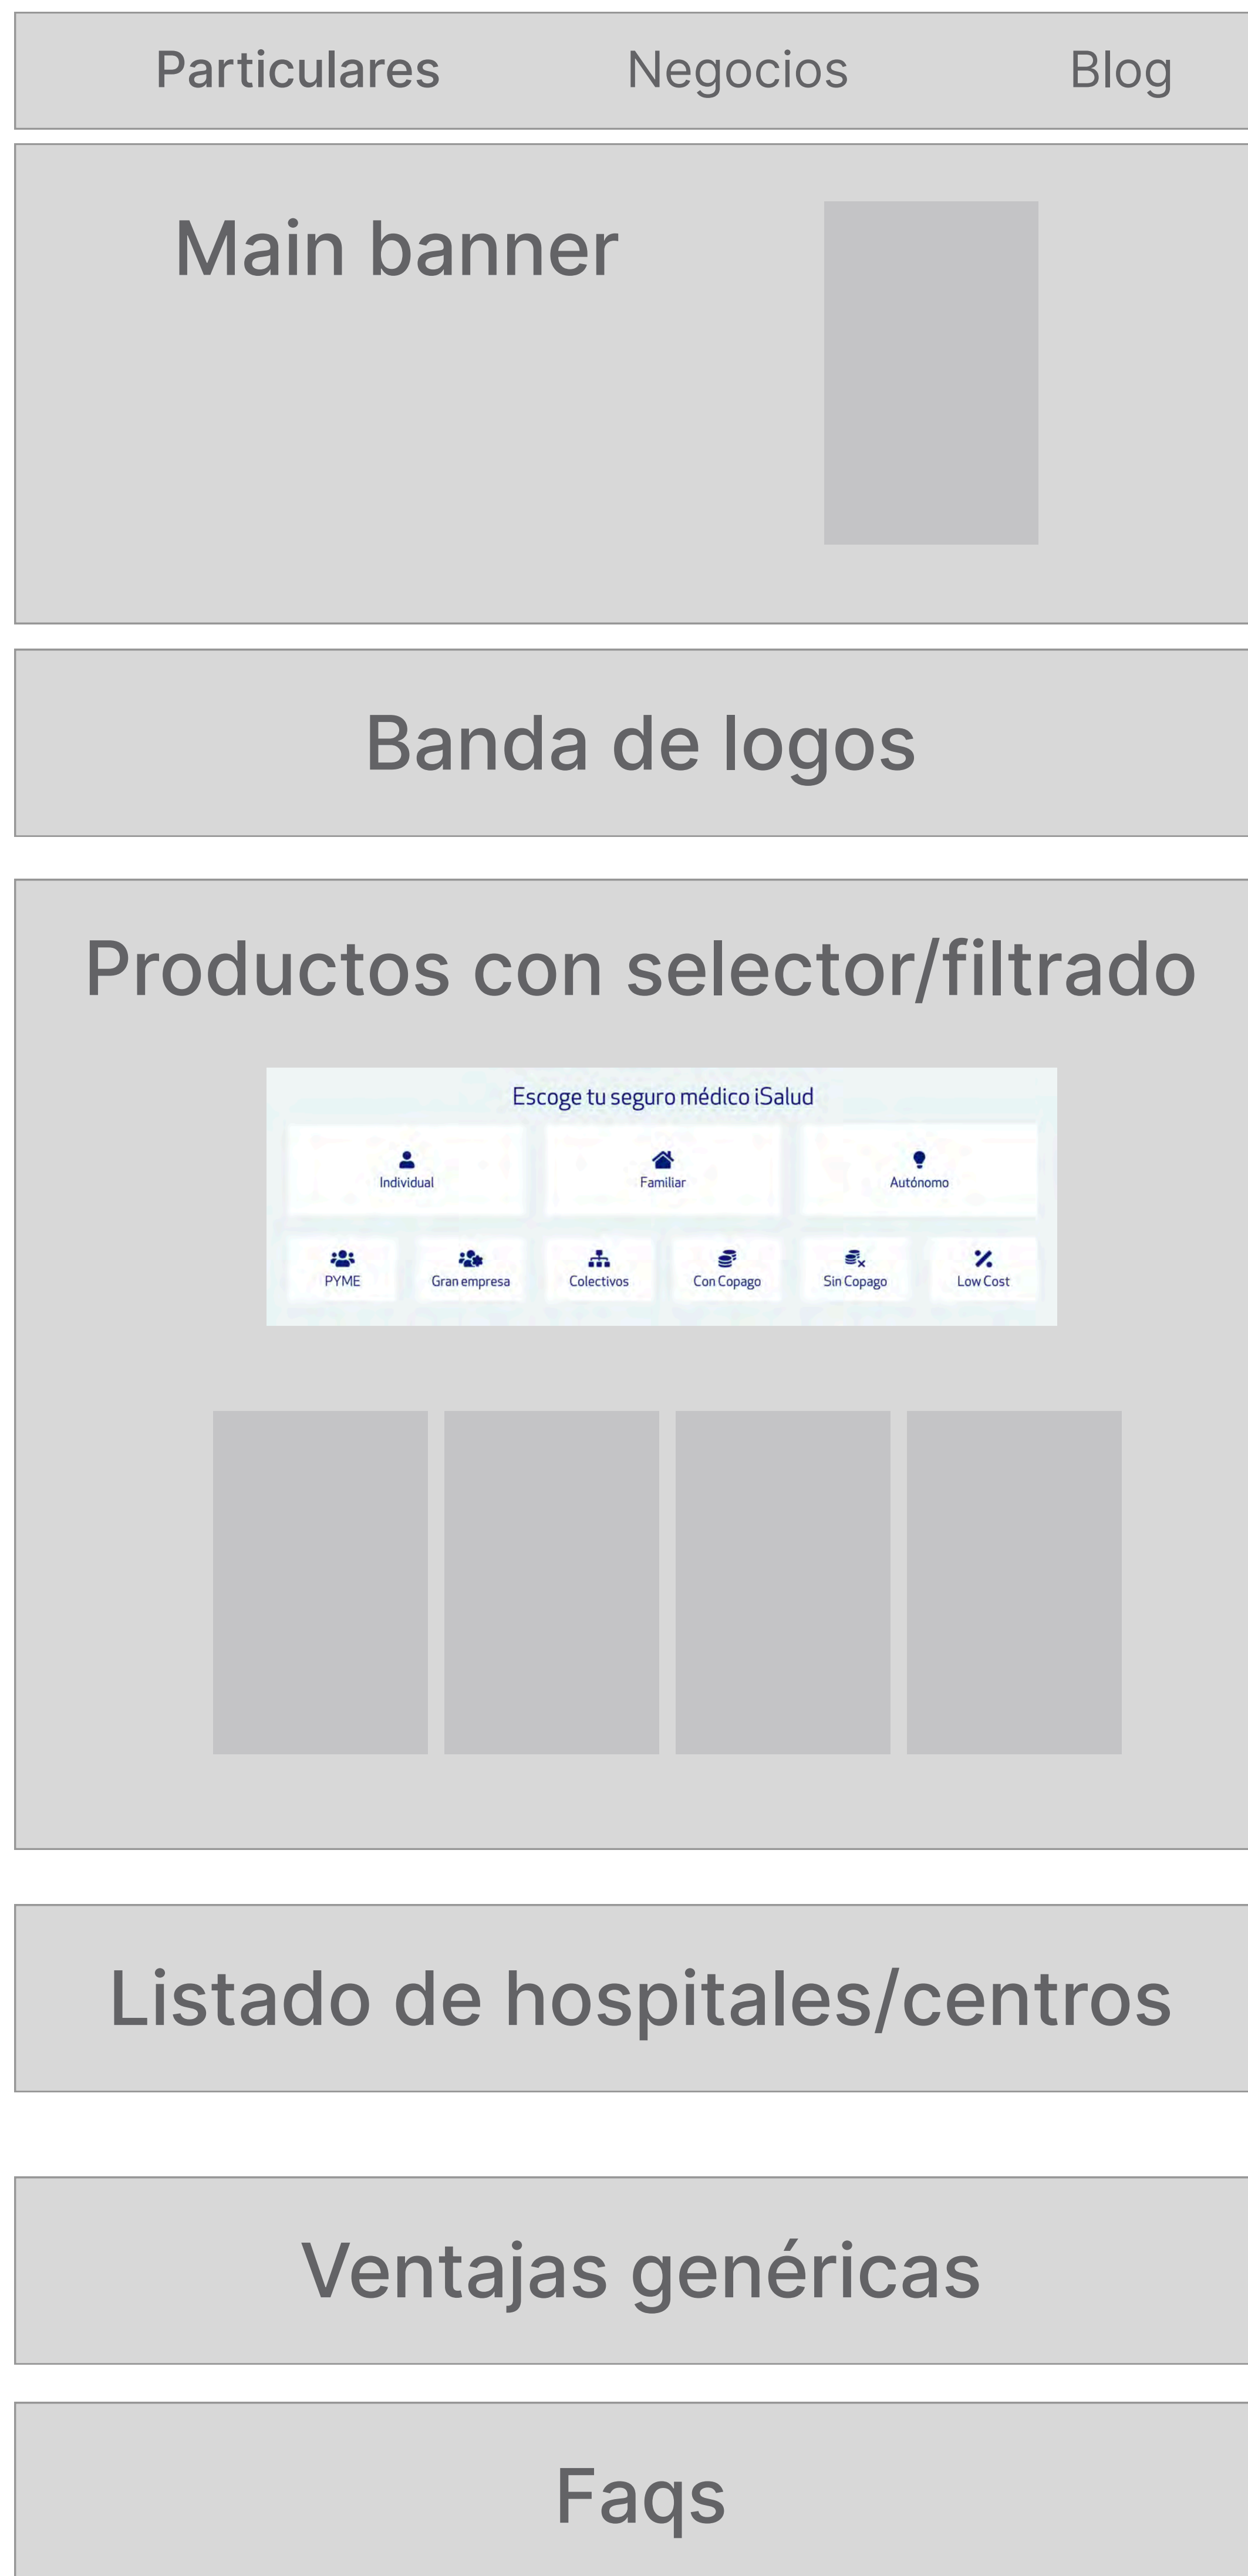 Particulares Negocios Blog
Main banner
Banda de logos
Productos con selector/filtrado
Escoge tu seguro médico iSalud
Individual Familiar Autónomo
PYME Gran empresa Colectivos Con Copago Sin Copago Low Cost
Listado de hospitales/centros
Ventajas genéricas
Faqs